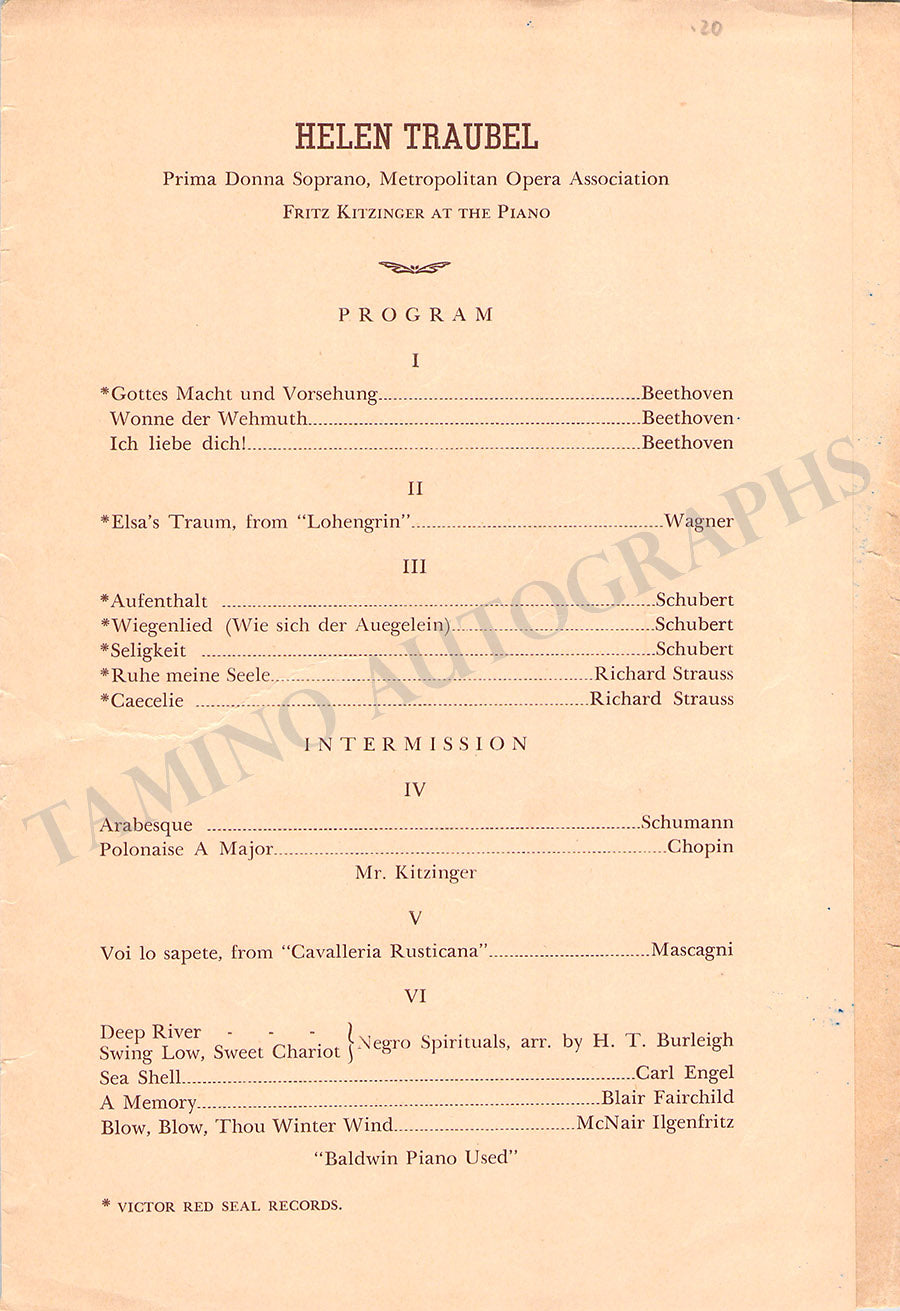 .20
HELEN TRAUBEL
Prima Donna Soprano, Metropolitan Opera Association
FRITZ KITZINGER AT THE PIANO
PROGRAM
I
*Gottes Macht und Vorsehung........Beethoven
Wonne der Wehmuth........Beethoven
Ich liebe dich!........Beethoven
II
*Elsa's Traum, from "Lohengrin"........Wagner
III
*Aufenthalt ........Schubert
*Wiegenlied (Wie sich der Auegelein)........Schubert
*Seligkeit ........Schubert
*Ruhe meine Seele........Richard Strauss
*Caecelie ........Richard Strauss
INTERMISSION
IV
Arabesque ........Schumann
Polonaise A Major........Chopin
Mr. Kitzinger
V
Voi lo sapete, from "Cavalleria Rusticana"........Mascagni
VI
Deep River - - -
Swing Low, Sweet Chariot } Negro Spirituals, arr. by H. T. Burleigh
Sea Shell........Carl Engel
A Memory........Blair Fairchild
Blow, Blow, Thou Winter Wind........McNair Ilgenfritz
"Baldwin Piano Used"
* VICTOR RED SEAL RECORDS.
TAMINO AUTOGRAPHS